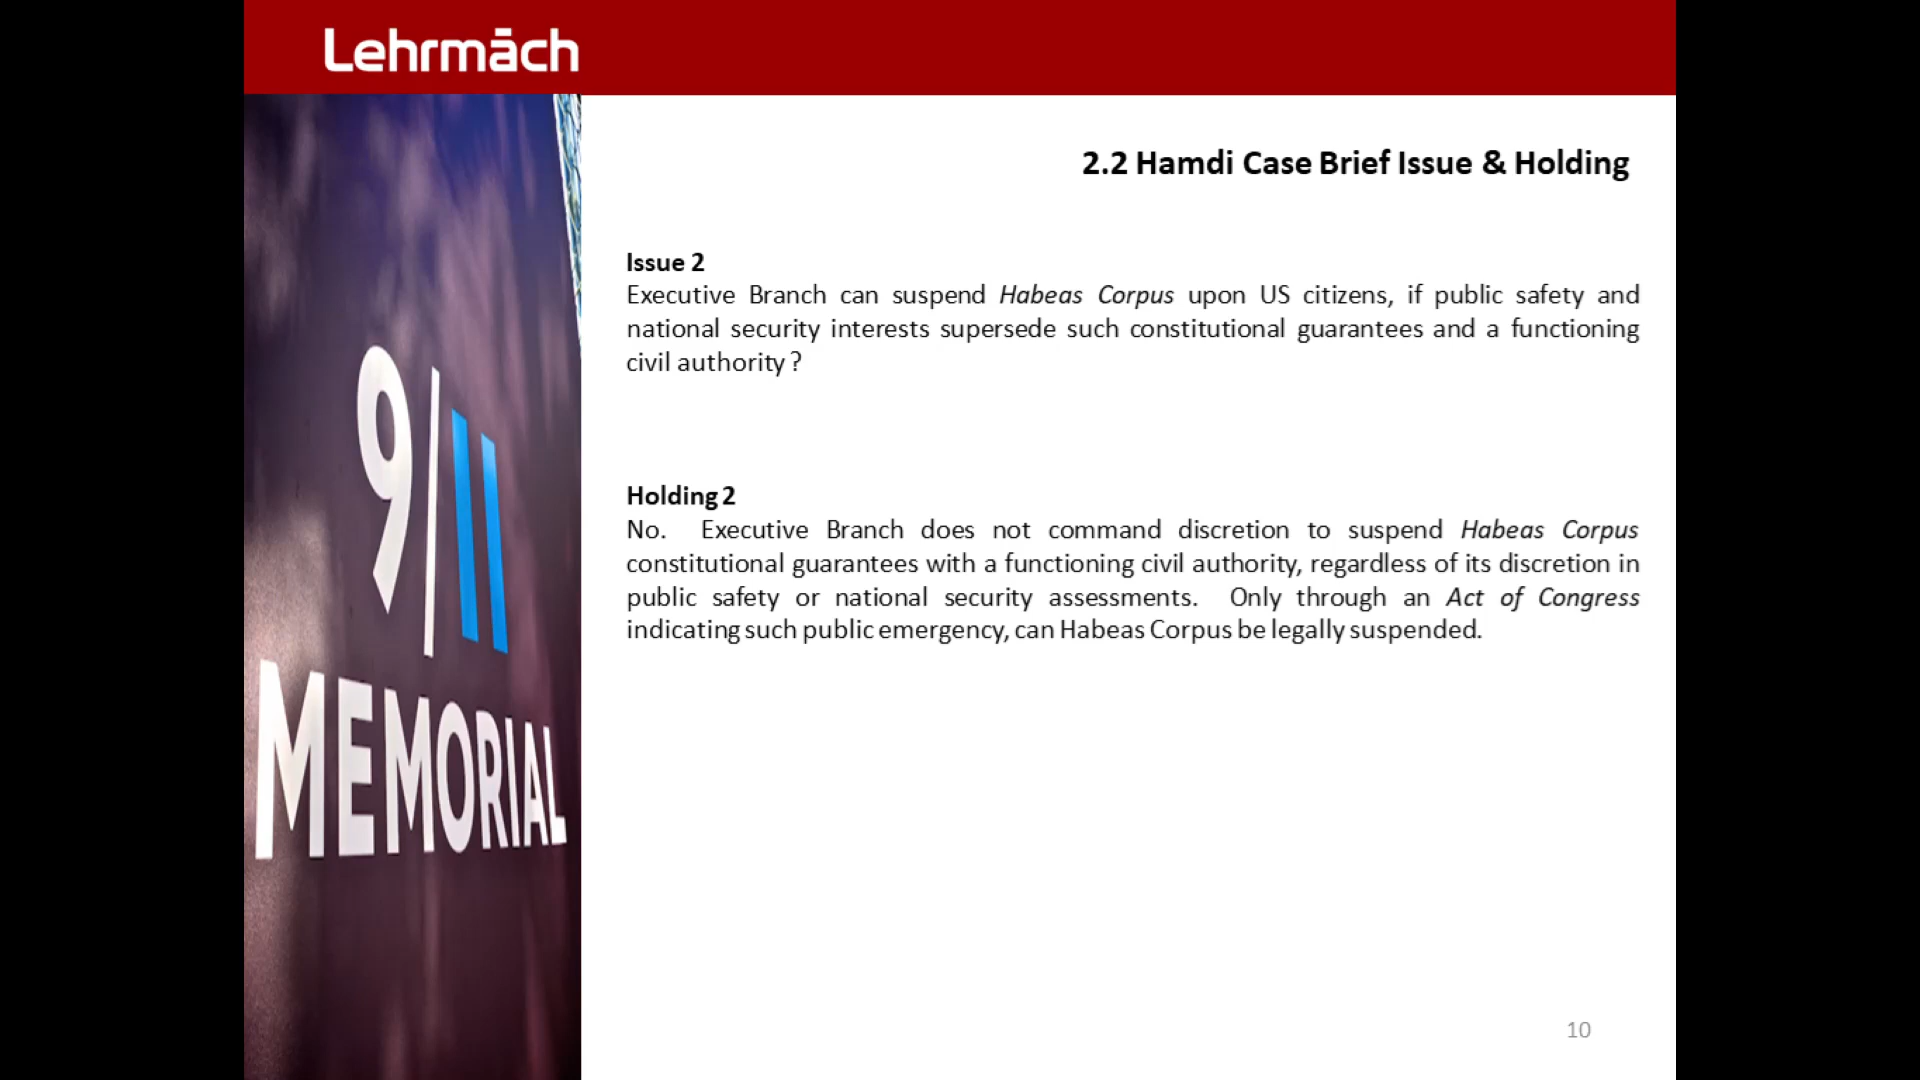 Lehrmāch
9/11
MEMORIAL
2.2 Hamdi Case Brief Issue & Holding
Issue 2
Executive Branch can suspend Habeas Corpus upon US citizens, if public safety and
national security interests supersede such constitutional guarantees and a functioning
civil authority ?
Holding 2
No. Executive Branch does not command discretion to suspend Habeas Corpus
constitutional guarantees with a functioning civil authority, regardless of its discretion in
public safety or national security assessments. Only through an Act of Congress
indicating such public emergency, can Habeas Corpus be legally suspended.
10